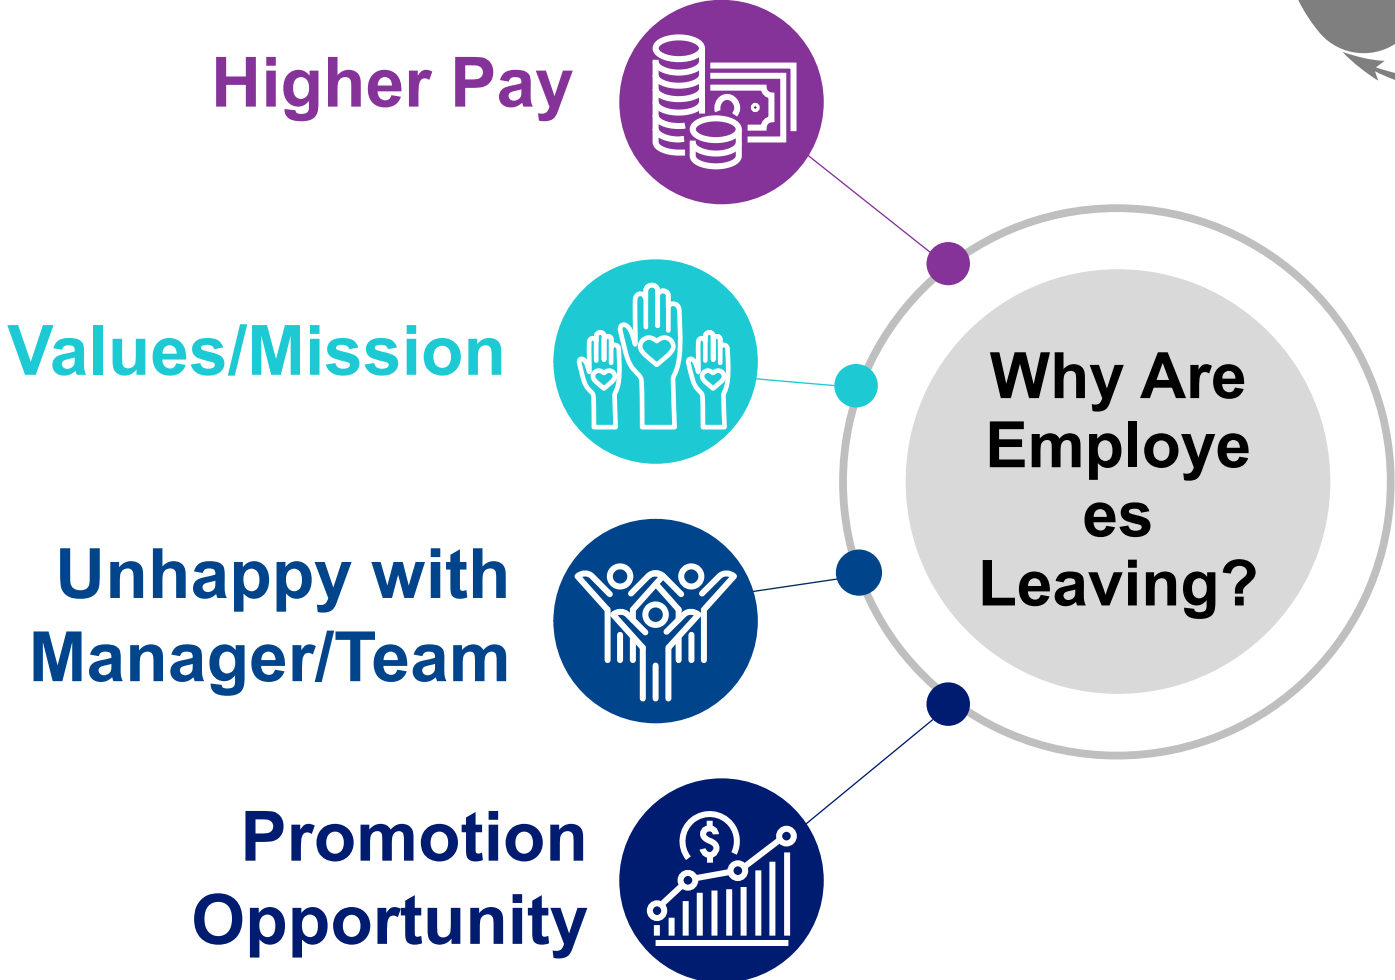 Higher Pay
Values/Mission
Unhappy with
Manager/Team
Promotion
Opportunity
Why Are
Employe
es
Leaving?
$